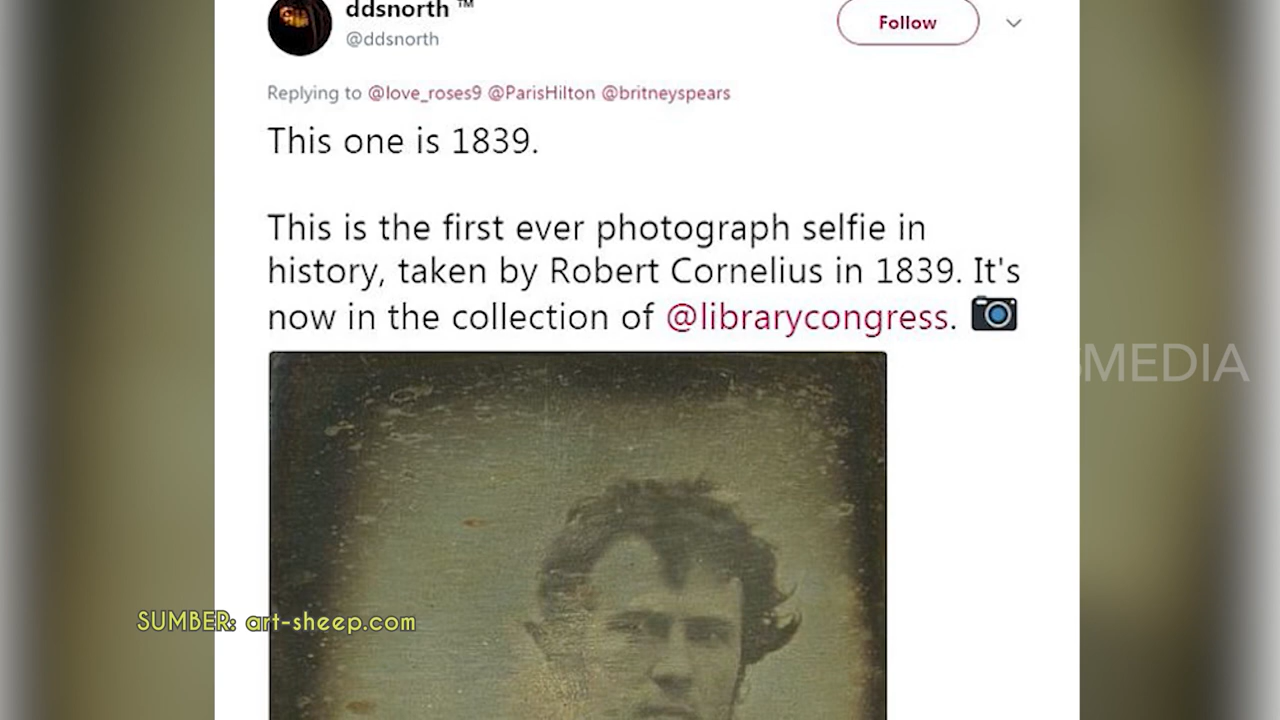 ddsnorth ™
@ddsnorth
Follow
Replying to @love_roses9 @ParisHilton @britneyspears
This one is 1839.
This is the first ever photograph selfie in
history, taken by Robert Cornelius in 1839. It's
now in the collection of @librarycongress.
SMEDIA
SUMBER: art-sheep.com